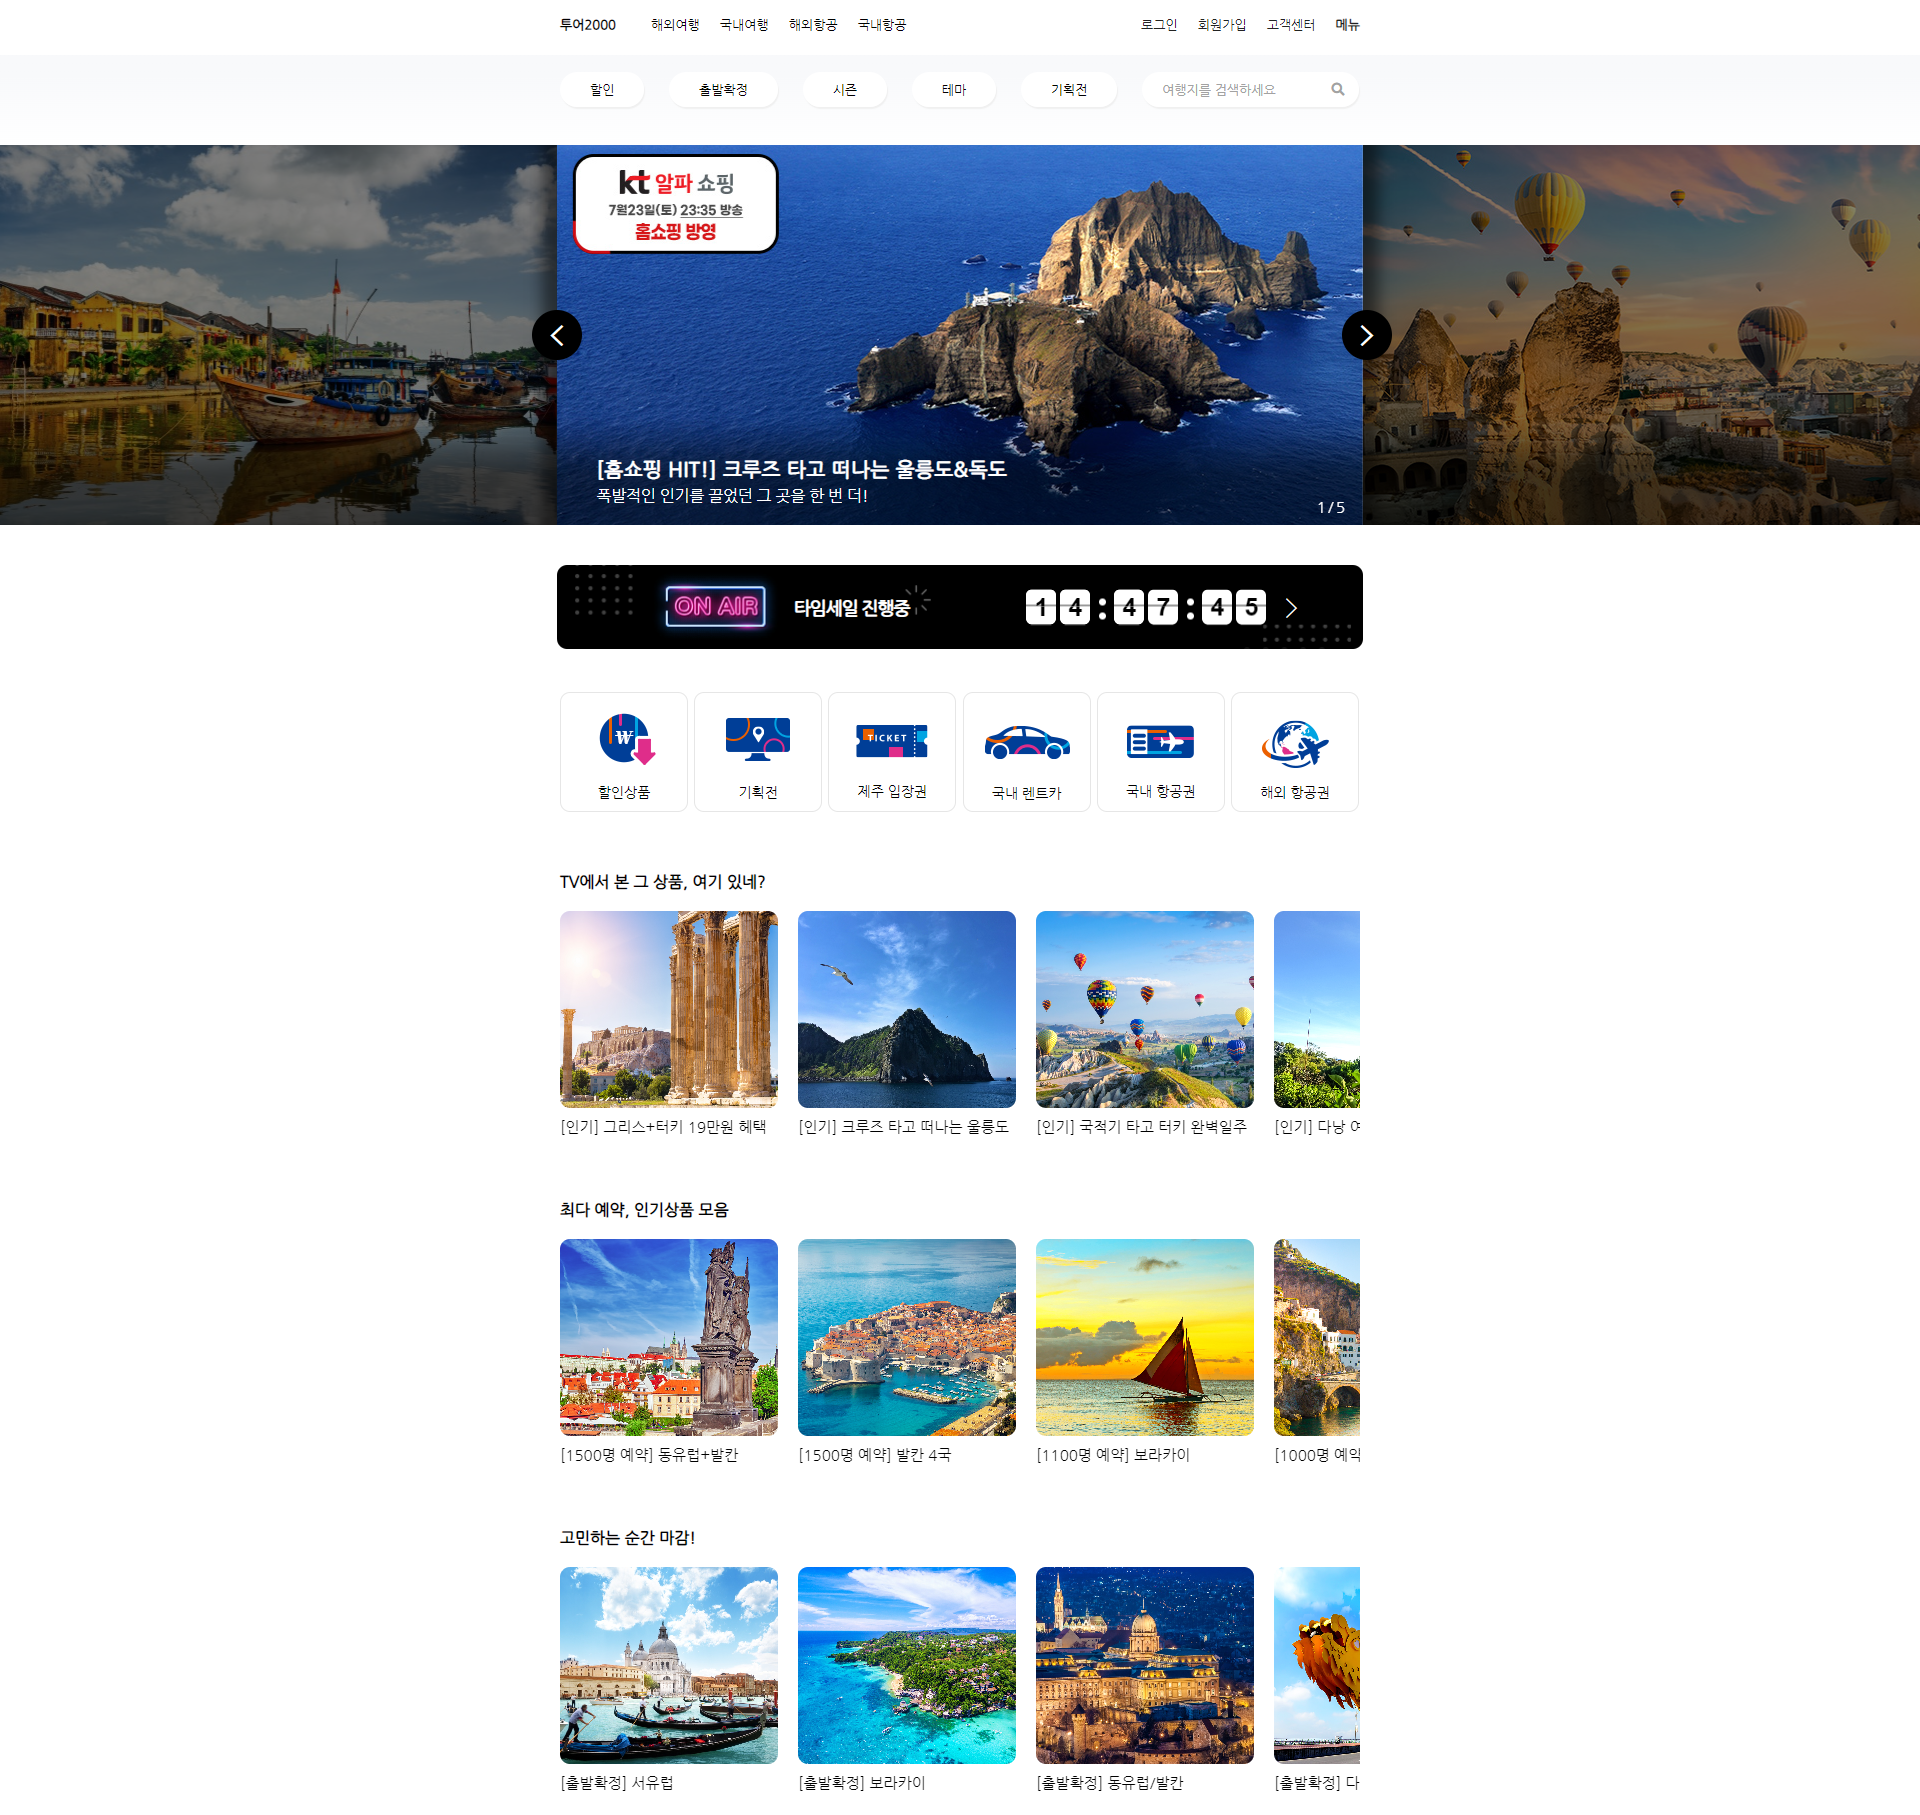 투어2000 해외여행 국내여행 해외항공 국내항공 로그인 회원가입 고객센터 메뉴
할인 출발확정 시즌 테마 기획전 여행지를 검색하세요
kt 알파 쇼핑
7월23일(토) 23:35 방송
홈쇼핑 방영
[홈쇼핑 HIT!] 크루즈 타고 떠나는 울릉도&독도
폭발적인 인기를 끌었던 그 곳을 한 번 더!
1 / 5
ON AIR 타임세일 진행중 14:47:45
W
TICKET
할인상품 기획전 제주 입장권 국내 렌트카 국내 항공권 해외 항공권
TV에서 본 그 상품, 여기 있네?
[인기] 그리스+터키 19만원 혜택 [인기] 크루즈 타고 떠나는 울릉도 [인기] 국적기 타고 터키 완벽일주 [인기] 다낭
최다 예약, 인기상품 모음
[1500명 예약] 동유럽+발칸 [1500명 예약] 발칸 4국 [1100명 예약] 보라카이 [1000명 예약
고민하는 순간 마감!
[출발확정] 서유럽 [출발확정] 보라카이 [출발확정] 동유럽/발칸 [출발확정] 다